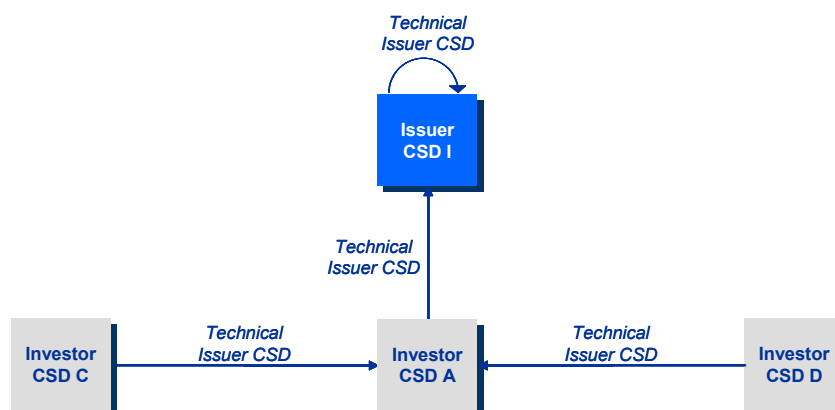 Technical
Issuer CSD
Issuer
CSD I
Technical
Issuer CSD
Investor
CSD C
Technical
Issuer CSD
Investor
CSD A
Technical
Issuer CSD
Investor
CSD D